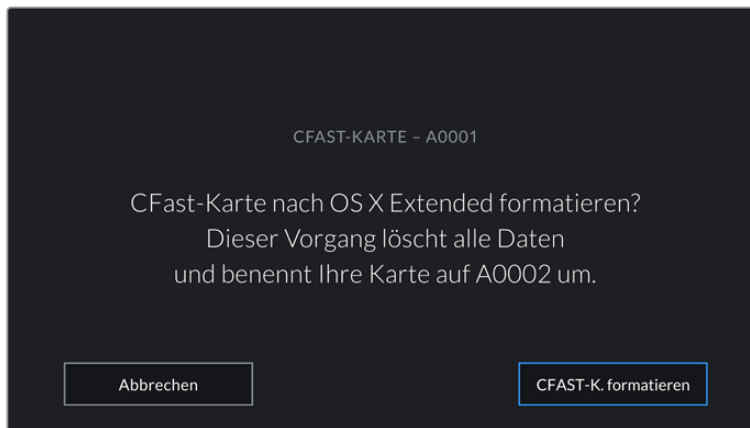 CFAST-KARTE – A0001
CFast-Karte nach OS X Extended formatieren?
Dieser Vorgang löscht alle Daten
und benennt Ihre Karte auf A0002 um.
Abbrechen
CFAST-K. formatieren